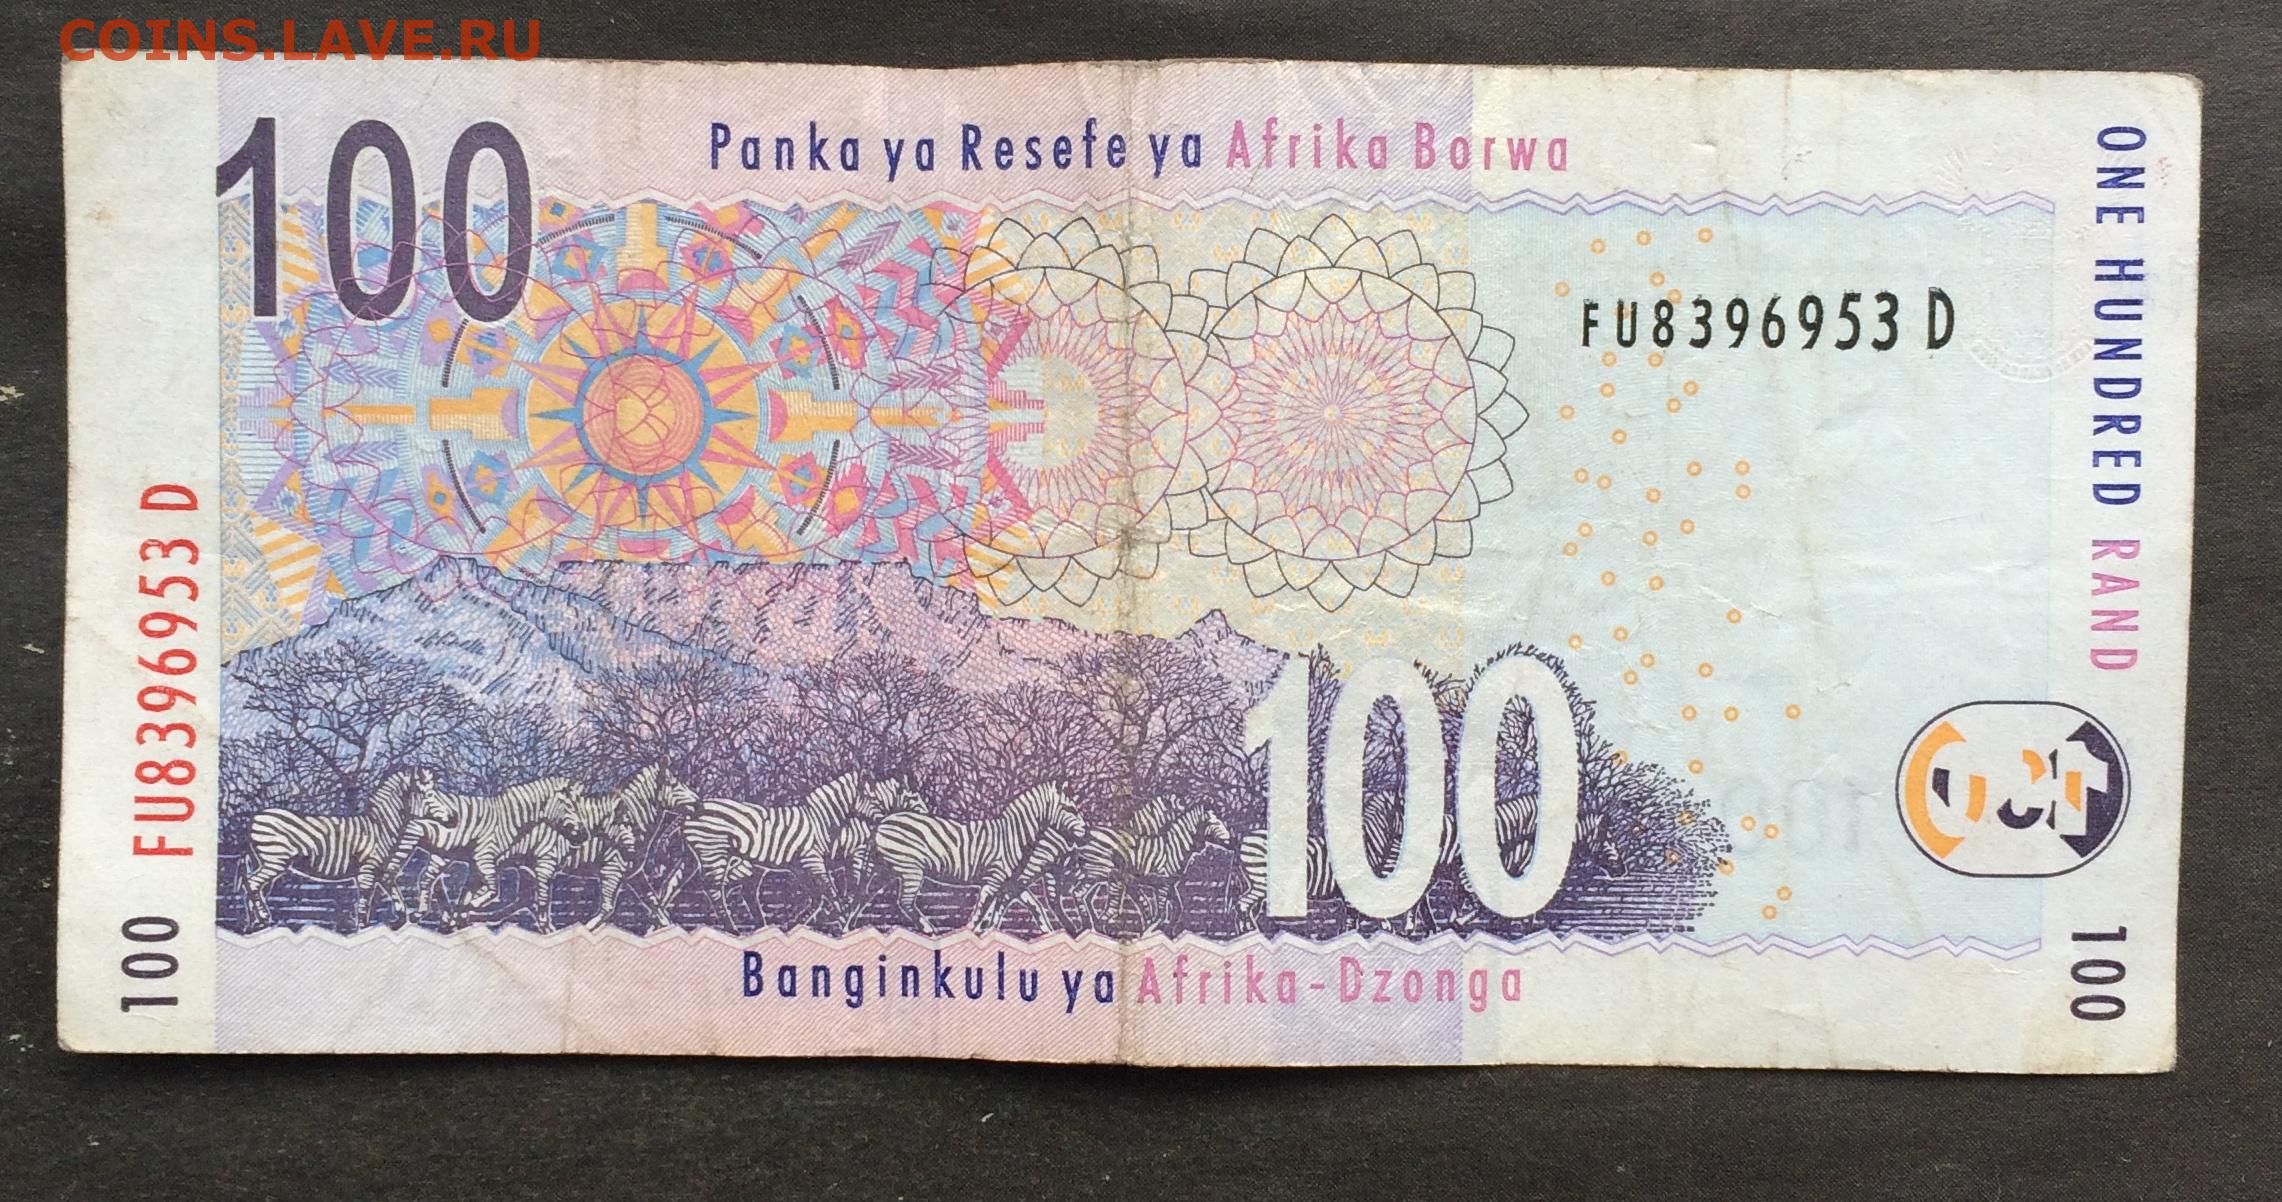 COINS.LAVE.RU
100
Panka ya Resefe ya Afrika Borwa
FU8396953 D
ONE HUNDRED RAND
FU8396953 D
100
100
Banginkulu ya Afrika-Dzonga
100